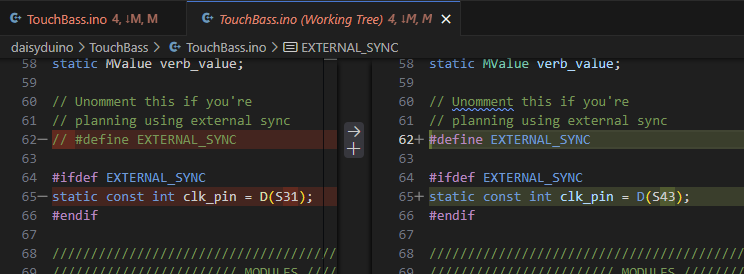 TouchBass.ino 4, ↓M, M
TouchBass.ino (Working Tree) 4, ↓M, M
daisyduino > TouchBass > TouchBass.ino > EXTERNAL_SYNC
58 static MValue verb_value;
59
60 // Unomment this if you're
61 // planning using external sync
62− // #define EXTERNAL_SYNC
63
64 #ifdef EXTERNAL_SYNC
65− static const int clk_pin = D(S31);
66 #endif
67
68 /////////////////////////////////////
69 //////////////////////// MODULES ////
58 static MValue verb_value;
59
60 // Unomment this if you're
61 // planning using external sync
62+ #define EXTERNAL_SYNC
63
64 #ifdef EXTERNAL_SYNC
65+ static const int clk_pin = D(S43);
66 #endif
67
68 /////////////////////////////////////////
69 //////////////////////// MODULES ////////